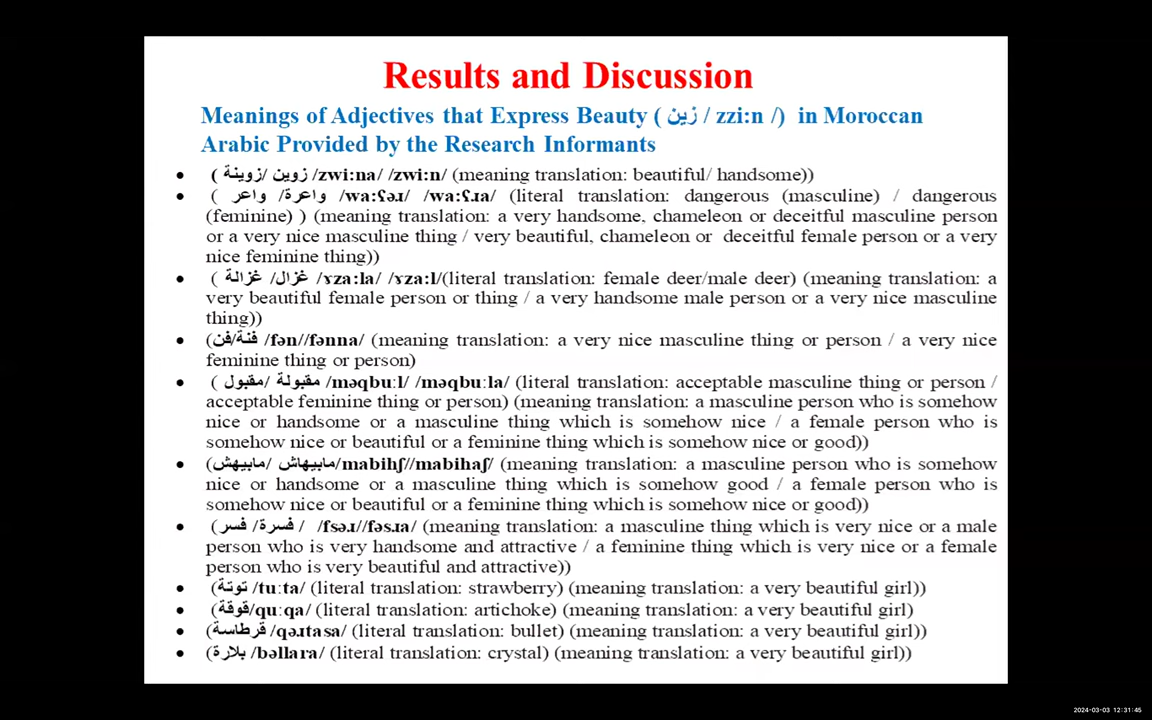 Results and Discussion
Meanings of Adjectives that Express Beauty ( زين / zzi:n /) in Moroccan
Arabic Provided by the Research Informants
• ( زوين /زوينة /zwi:na/ /zwi:n/ (meaning translation: beautiful/ handsome))
• ( واعرة/ واعر /wa:ʕəɹ/ /wa:ʕɹa/ (literal translation: dangerous (masculine) / dangerous
(feminine) ) (meaning translation: a very handsome, chameleon or deceitful masculine person
or a very nice masculine thing / very beautiful, chameleon or deceitful female person or a very
nice feminine thing))
• ( غزال/ غزالة /ɤza:la/ /ɤza:l/(literal translation: female deer/male deer) (meaning translation: a
very beautiful female person or thing / a very handsome male person or a very nice masculine
thing))
• (فنة/فن /fən//fənna/ (meaning translation: a very nice masculine thing or person / a very nice
feminine thing or person)
• ( مقبولة /مقبول /məqbu:l/ /məqbu:la/ (literal translation: acceptable masculine thing or person /
acceptable feminine thing or person) (meaning translation: a masculine person who is somehow
nice or handsome or a masculine thing which is somehow nice / a female person who is
somehow nice or beautiful or a feminine thing which is somehow nice or good))
• (مابيهاش /مابيهش/mabihʃ//mabihaʃ/ (meaning translation: a masculine person who is somehow
nice or handsome or a masculine thing which is somehow good / a female person who is
somehow nice or beautiful or a feminine thing which is somehow nice or good))
• (فسرة/ فسر / /fsəɹ//fəsɹa/ (meaning translation: a masculine thing which is very nice or a male
person who is very handsome and attractive / a feminine thing which is very nice or a female
person who is very beautiful and attractive))
• (توتة /tu:ta/ (literal translation: strawberry) (meaning translation: a very beautiful girl))
• (قوقة/qu:qa/ (literal translation: artichoke) (meaning translation: a very beautiful girl)
• (قرطاسة /qəɹtasa/ (literal translation: bullet) (meaning translation: a very beautiful girl))
• (بلارة /bəllaɹa/ (literal translation: crystal) (meaning translation: a very beautiful girl))
2024-03-03 12:31:45